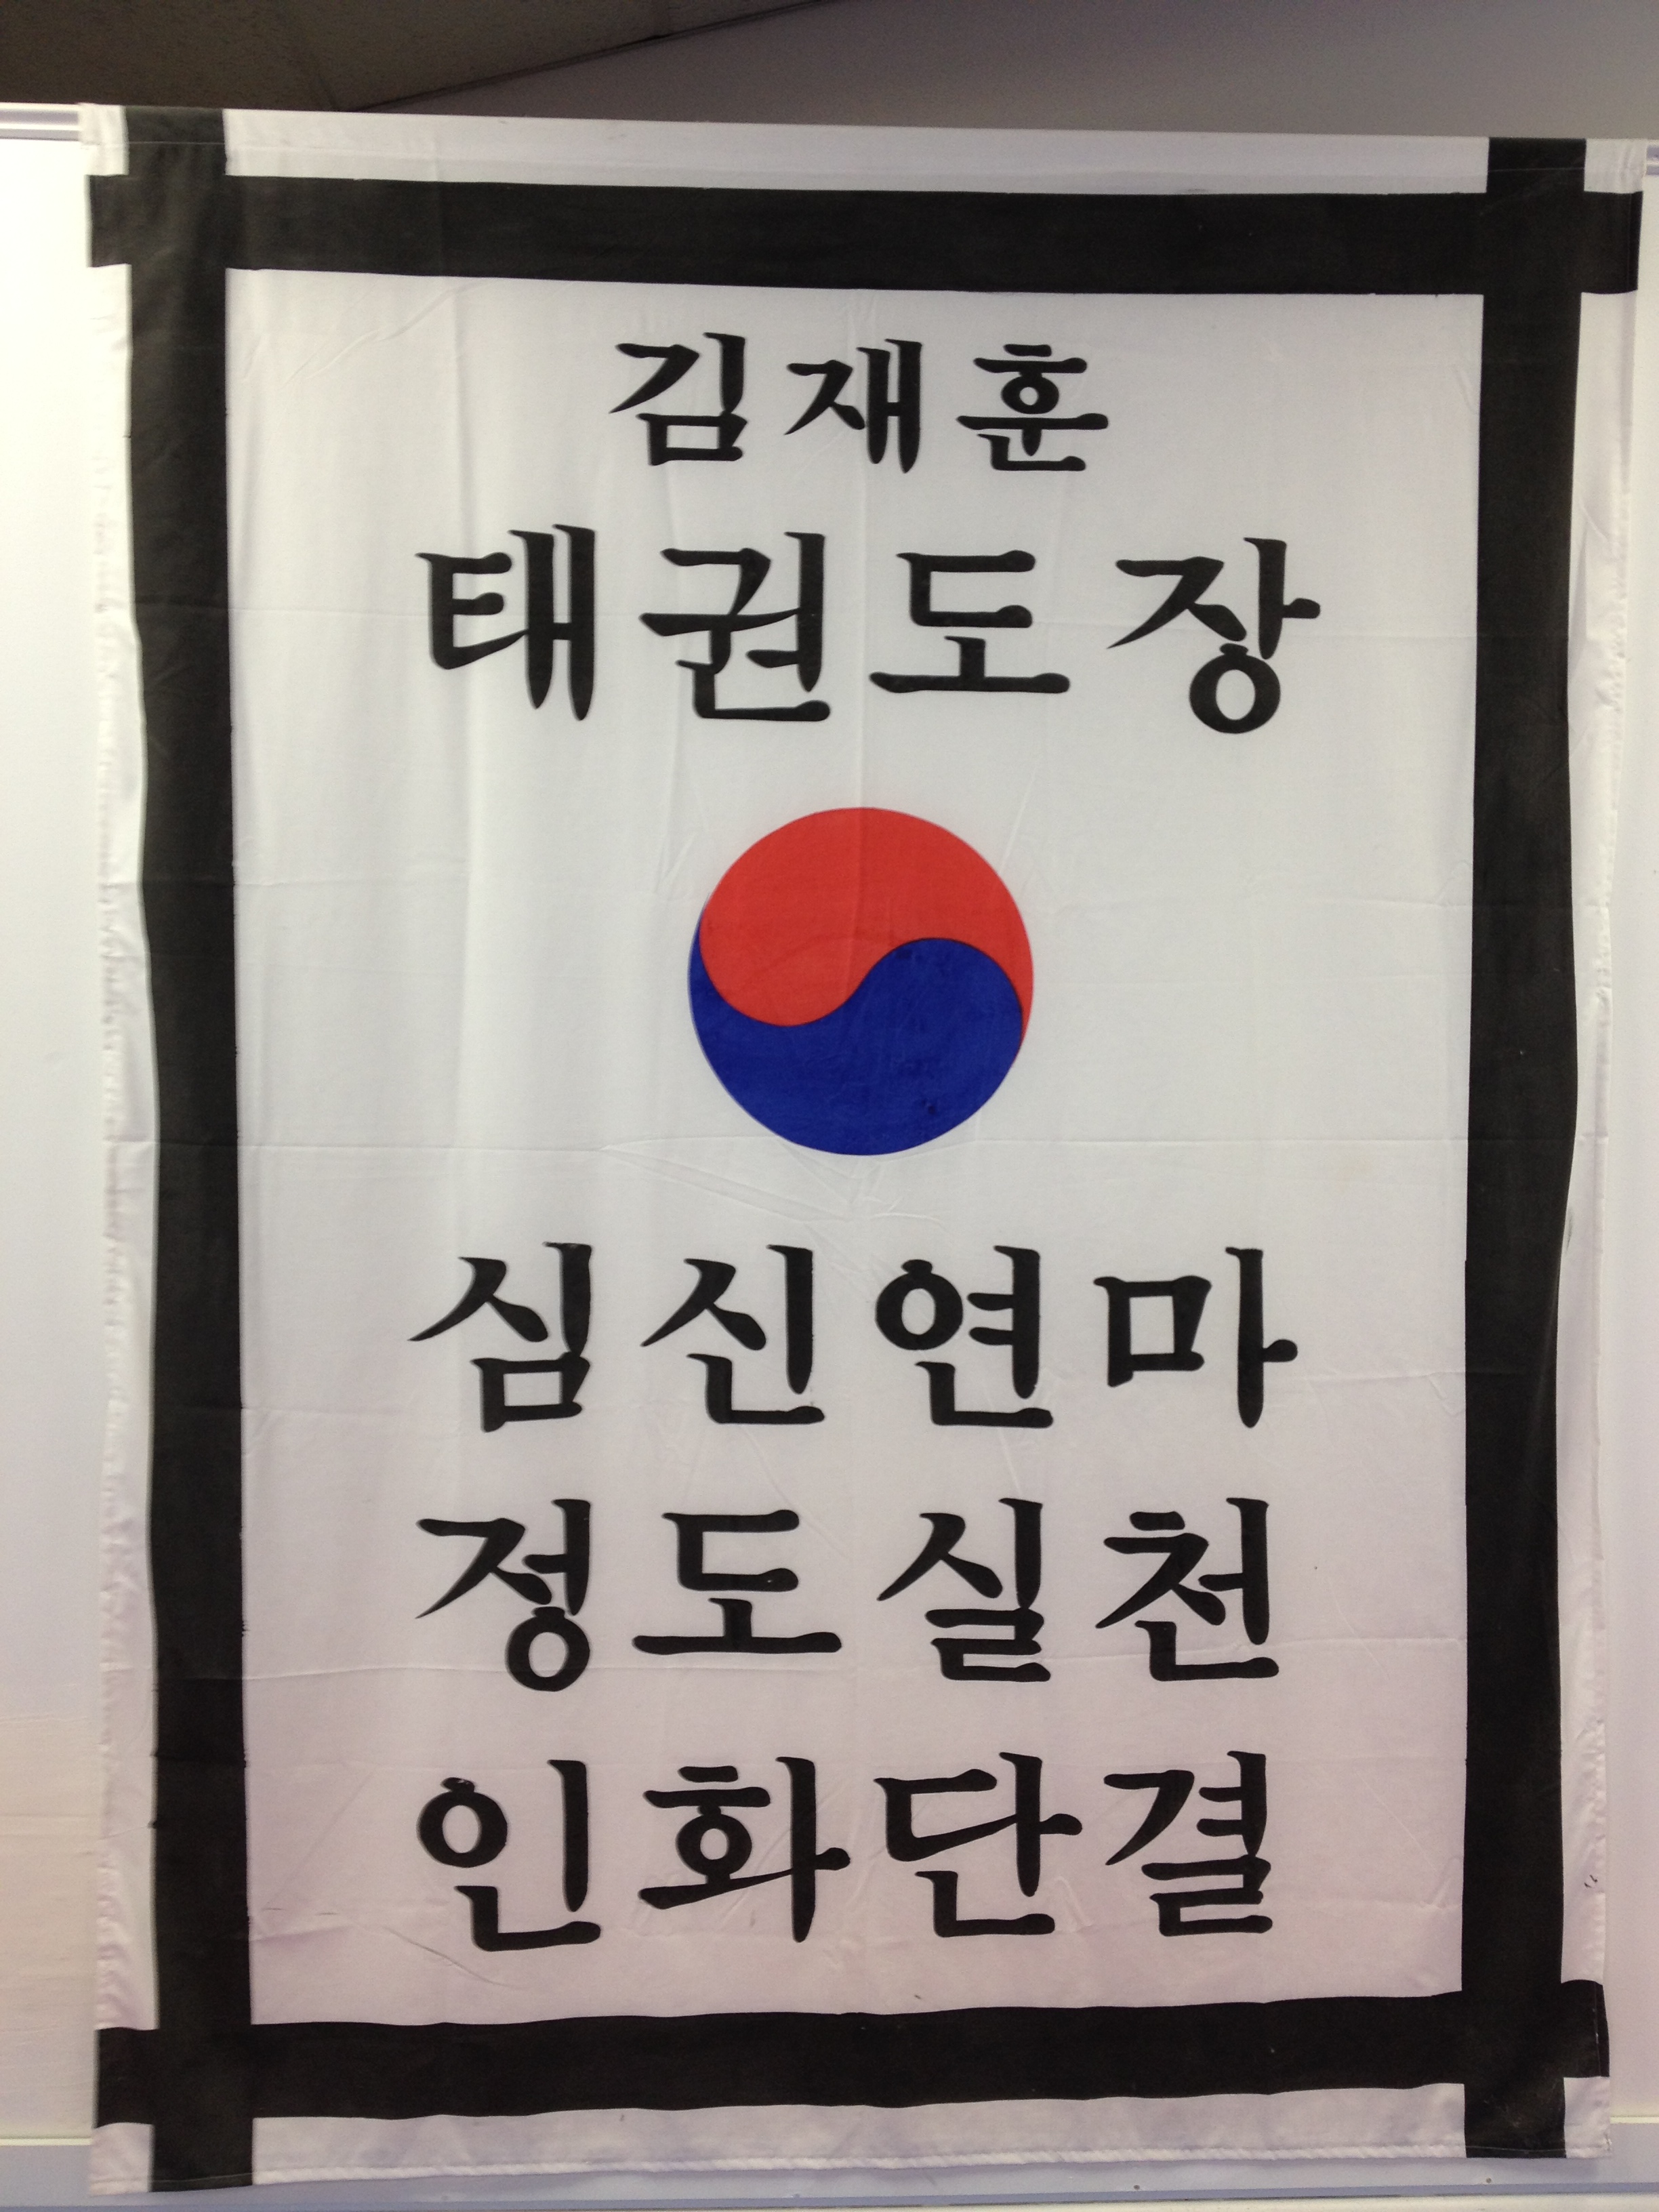 김재훈
태권도장
심신연마
정도실천
인화단결